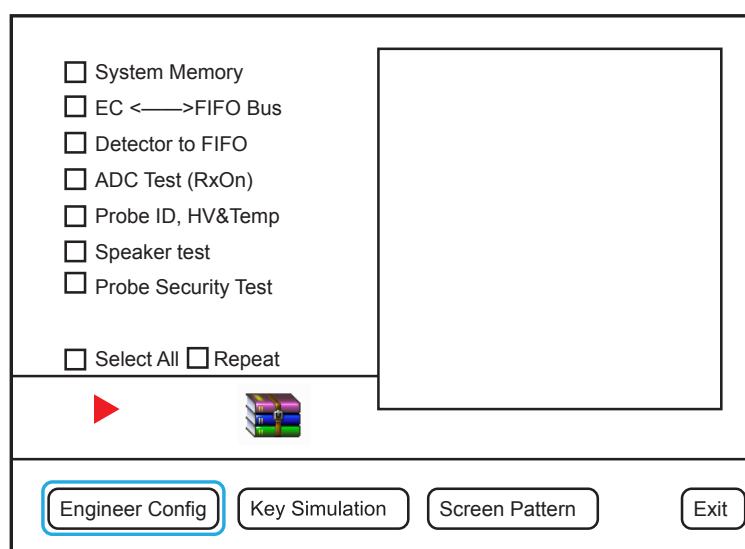 System Memory
EC <——>FIFO Bus
Detector to FIFO
ADC Test (RxOn)
Probe ID, HV&Temp
Speaker test
Probe Security Test
Select All Repeat
Engineer Config Key Simulation Screen Pattern Exit